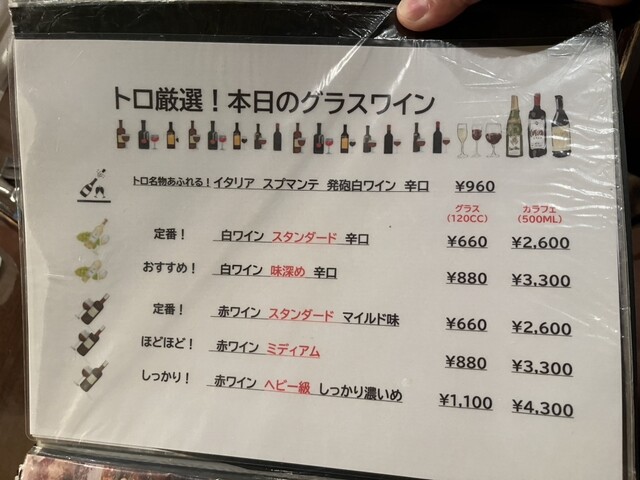 トロ厳選！本日のグラスワイン
トロ名物あふれる！イタリア スプマンテ 発砲白ワイン 辛口 ¥960
グラス カラフェ
(120CC) (500ML)
定番！ 白ワイン スタンダード 辛口 ¥660 ¥2,600
おすすめ！ 白ワイン 味深め 辛口 ¥880 ¥3,300
定番！ 赤ワイン スタンダード マイルド味 ¥660 ¥2,600
ほどほど！ 赤ワイン ミディアム ¥880 ¥3,300
しっかり！ 赤ワイン ヘビー級 しっかり濃いめ ¥1,100 ¥4,300